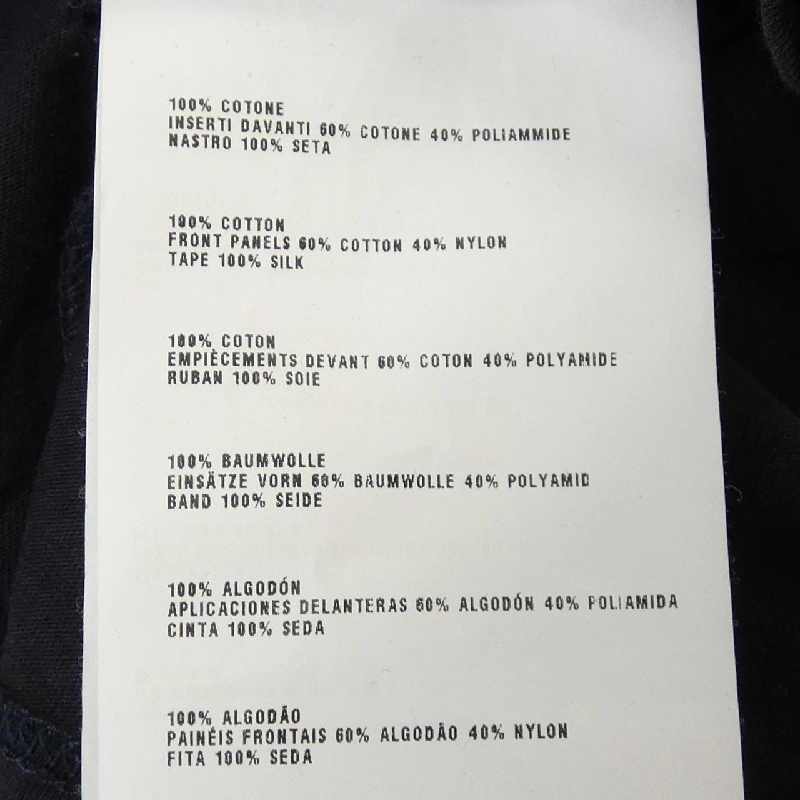 100% COTONE
INSERTI DAVANTI 60% COTONE 40% POLIAMMIDE
NASTRO 100% SETA
100% COTTON
FRONT PANELS 60% COTTON 40% NYLON
TAPE 100% SILK
100% COTON
EMPIÈCEMENTS DEVANT 60% COTON 40% POLYAMIDE
RUBAN 100% SOIE
100% BAUMWOLLE
EINSÄTZE VORN 60% BAUMWOLLE 40% POLYAMID
BAND 100% SEIDE
100% ALGODÓN
APLICACIONES DELANTERAS 60% ALGODÓN 40% POLIAMIDA
CINTA 100% SEDA
100% ALGODÃO
PAINÉIS FRONTAIS 60% ALGODÃO 40% NYLON
FITA 100% SEDA